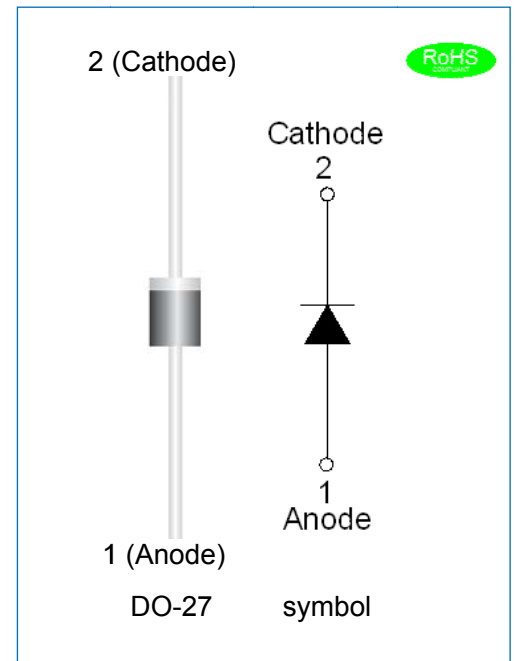 2 (Cathode)
RoHS
COMPLIANT
Cathode
2
1
Anode
1 (Anode)
DO-27 symbol